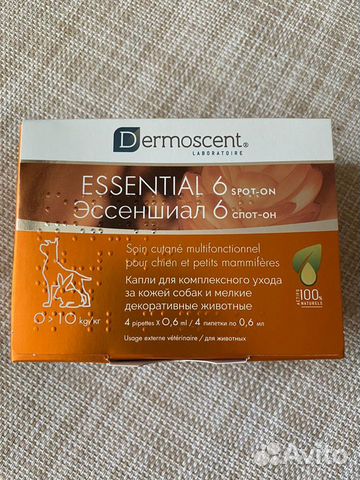 Dermoscent®
LABORATOIRE
ESSENTIAL 6 SPOT-ON
Эссеншиал 6 спот-он
Soin cutané multifonctionnel
pour chien et petits mammifères
Капли для комплексного ухода
за кожей собак и мелкие
декоративные животные
100%
NATURELS
0>10 kg/кг
4 pipettes X 0,6 ml / 4 пипетки по 0,6 мл
Usage externe vétérinaire / для животных
Avito